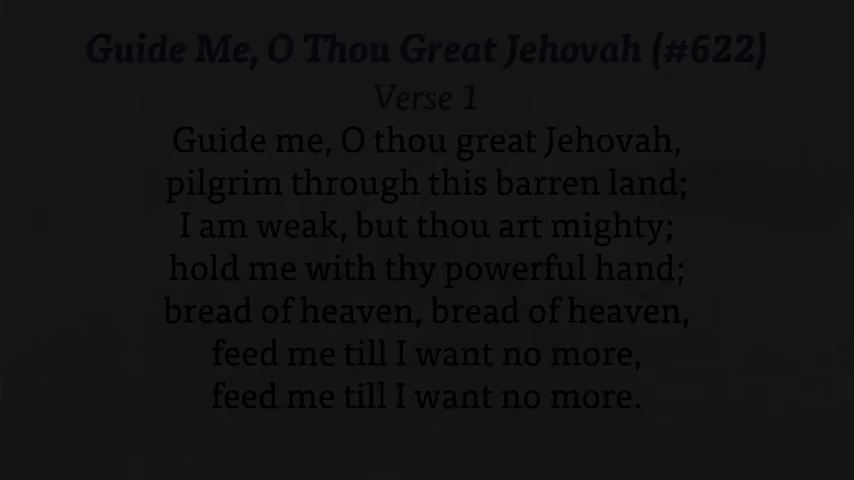 Guide Me, O Thou Great Jehovah (#622)
Verse 1
Guide me, O thou great Jehovah,
pilgrim through this barren land;
I am weak, but thou art mighty;
hold me with thy powerful hand;
bread of heaven, bread of heaven,
feed me till I want no more,
feed me till I want no more.